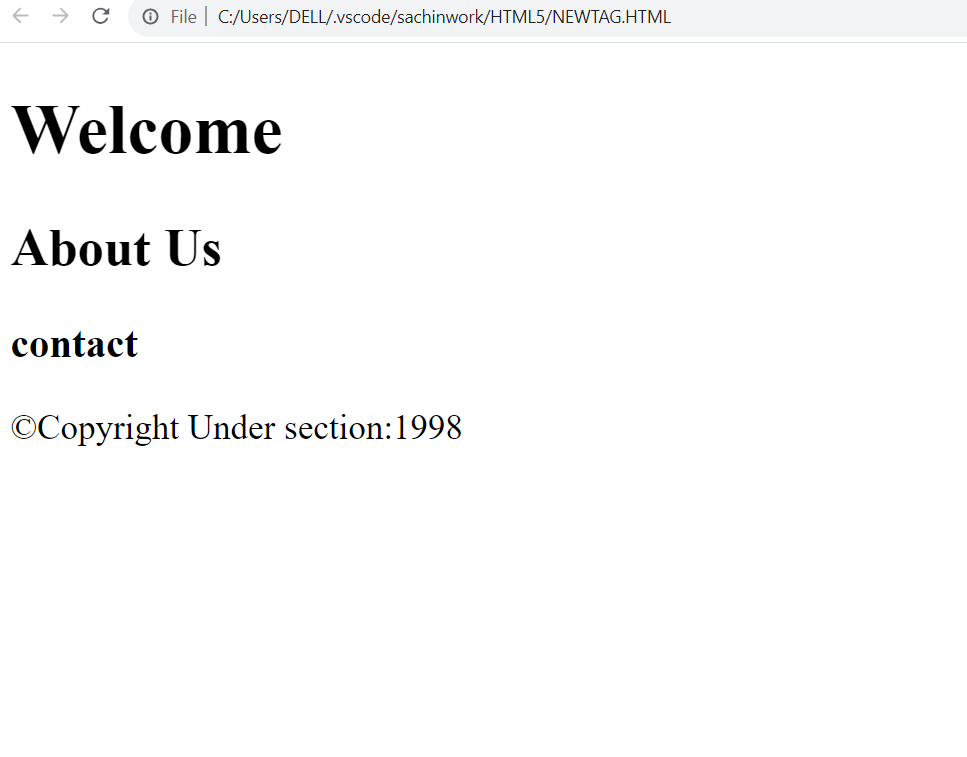 File C:/Users/DELL/.vscode/sachinwork/HTML5/NEWTAG.HTML
Welcome
About Us
contact
©Copyright Under section:1998